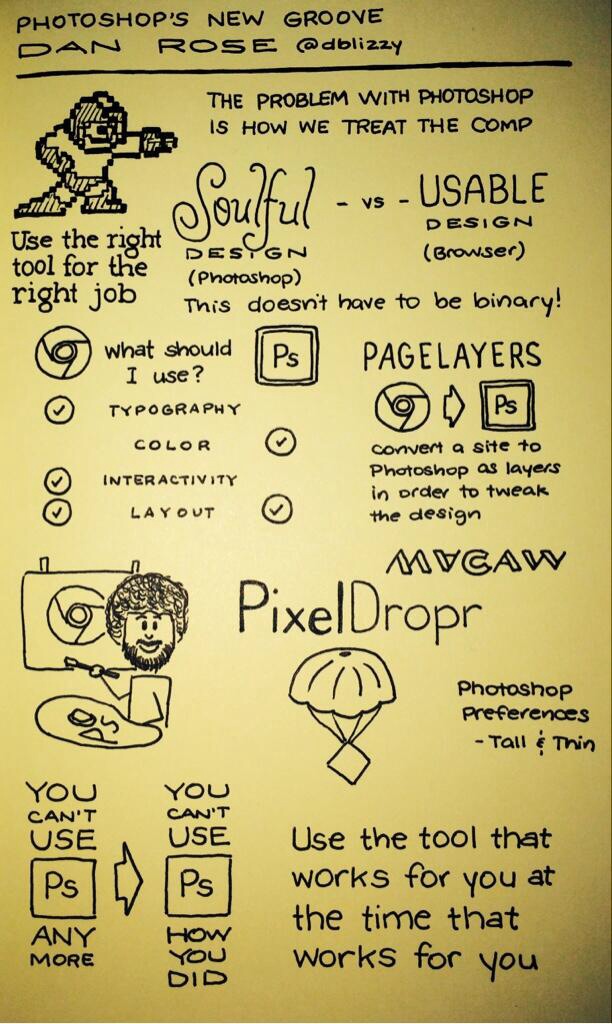 PHOTOSHOP'S NEW GROOVE
DAN ROSE @dblizzy
THE PROBLEM WITH PHOTOSHOP
IS HOW WE TREAT THE COMP
Use the right
tool for the
right job
Soulful
DESIGN
(Photoshop)
- vs -
USABLE
DESIGN
(Browser)
This doesn't have to be binary!
What should
I use?
Ps
TYPOGRAPHY
COLOR
INTERACTIVITY
LAYOUT
PAGELAYERS
Ps
convert a site to
Photoshop as layers
in order to tweak
the design
MACAW
PixelDropr
Ps
Photoshop
Preferences
- Tall & Thin
YOU
CAN'T
USE
Ps
ANY
MORE
YOU
CAN'T
USE
Ps
HOW
YOU
DID
Use the tool that
works for you at
the time that
works for you